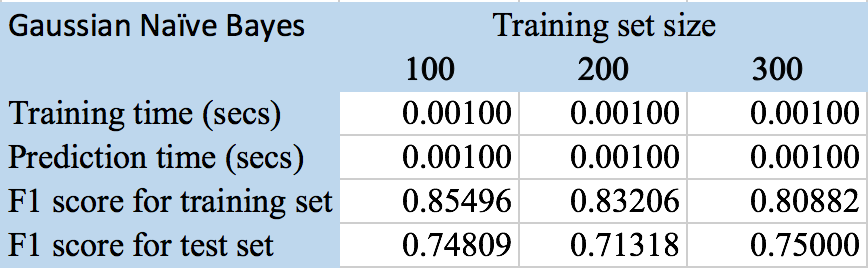 Gaussian Naïve Bayes Training set size
100 200 300
Training time (secs) 0.00100 0.00100 0.00100
Prediction time (secs) 0.00100 0.00100 0.00100
F1 score for training set 0.85496 0.83206 0.80882
F1 score for test set 0.74809 0.71318 0.75000